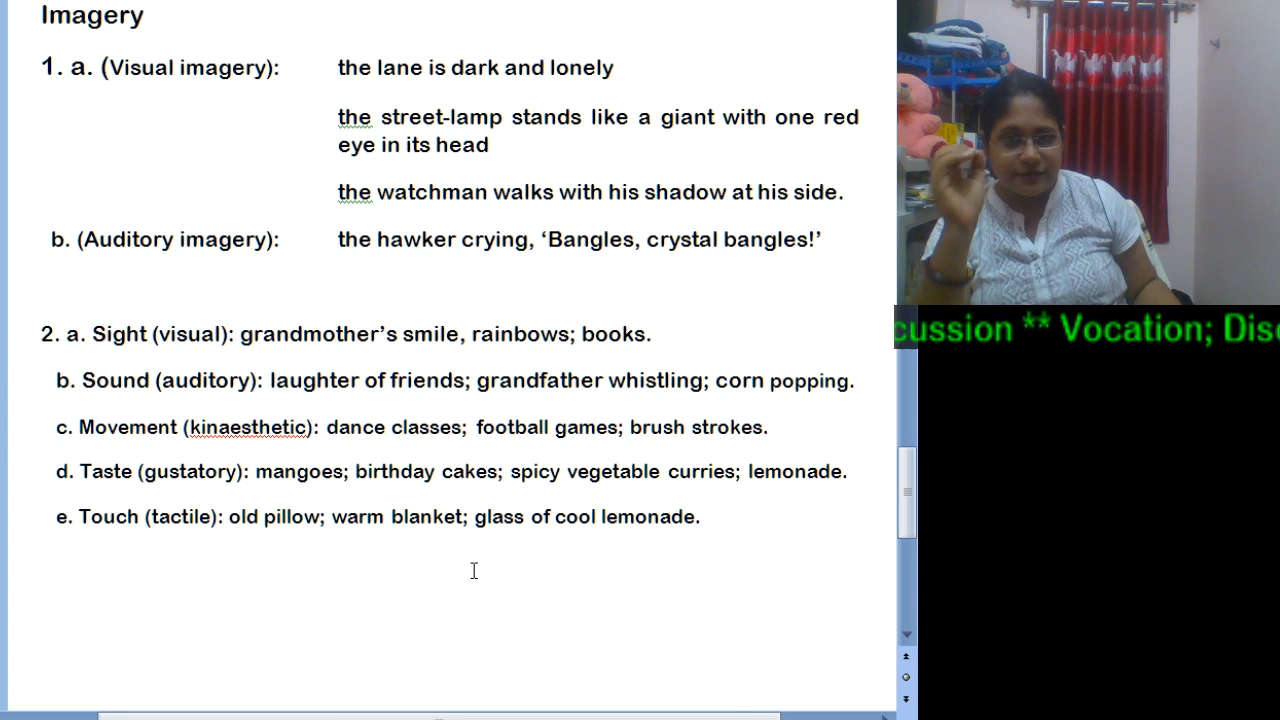 Imagery
1. a. (Visual imagery): the lane is dark and lonely
the street-lamp stands like a giant with one red
eye in its head
the watchman walks with his shadow at his side.
b. (Auditory imagery): the hawker crying, ‘Bangles, crystal bangles!’
2. a. Sight (visual): grandmother’s smile, rainbows; books.
cussion ** Vocation; Disc
b. Sound (auditory): laughter of friends; grandfather whistling; corn popping.
c. Movement (kinaesthetic): dance classes; football games; brush strokes.
d. Taste (gustatory): mangoes; birthday cakes; spicy vegetable curries; lemonade.
e. Touch (tactile): old pillow; warm blanket; glass of cool lemonade.